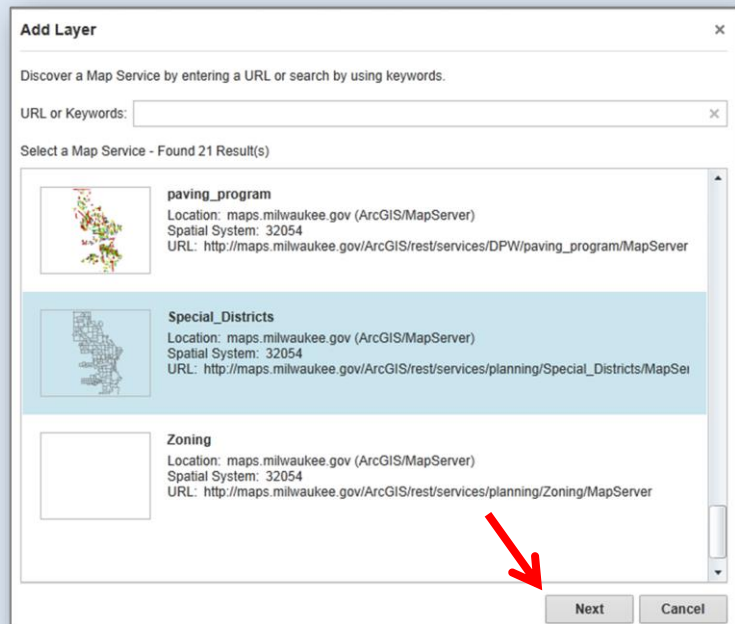 Add Layer
Discover a Map Service by entering a URL or search by using keywords.
URL or Keywords:
Select a Map Service - Found 21 Result(s)
paving_program
Location: maps.milwaukee.gov (ArcGIS/MapServer)
Spatial System: 32054
URL: http://maps.milwaukee.gov/ArcGIS/rest/services/DPW/paving_program/MapServer
Special_Districts
Location: maps.milwaukee.gov (ArcGIS/MapServer)
Spatial System: 32054
URL: http://maps.milwaukee.gov/ArcGIS/rest/services/planning/Special_Districts/MapSer
Zoning
Location: maps.milwaukee.gov (ArcGIS/MapServer)
Spatial System: 32054
URL: http://maps.milwaukee.gov/ArcGIS/rest/services/planning/Zoning/MapServer
Next Cancel